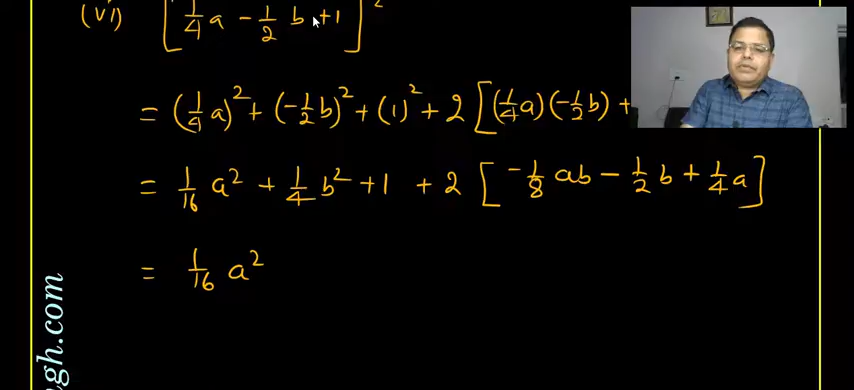 (vi) [1/4 a - 1/2 b + 1]²
= (1/4 a)² + (-1/2 b)² + (1)² + 2 [(1/4 a)(-1/2 b) +
= 1/16 a² + 1/4 b² + 1 + 2 [-1/8 ab - 1/2 b + 1/4 a]
= 1/16 a²
ngh.com